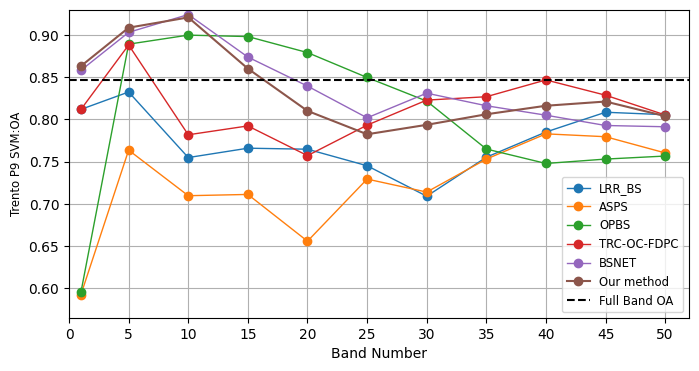 Trento P9 SVM:OA
0.90
0.85
0.80
0.75
0.70
0.65
0.60
0 5 10 15 20 25 30 35 40 45 50
Band Number
LRR_BS
ASPS
OPBS
TRC-OC-FDPC
BSNET
Our method
Full Band OA